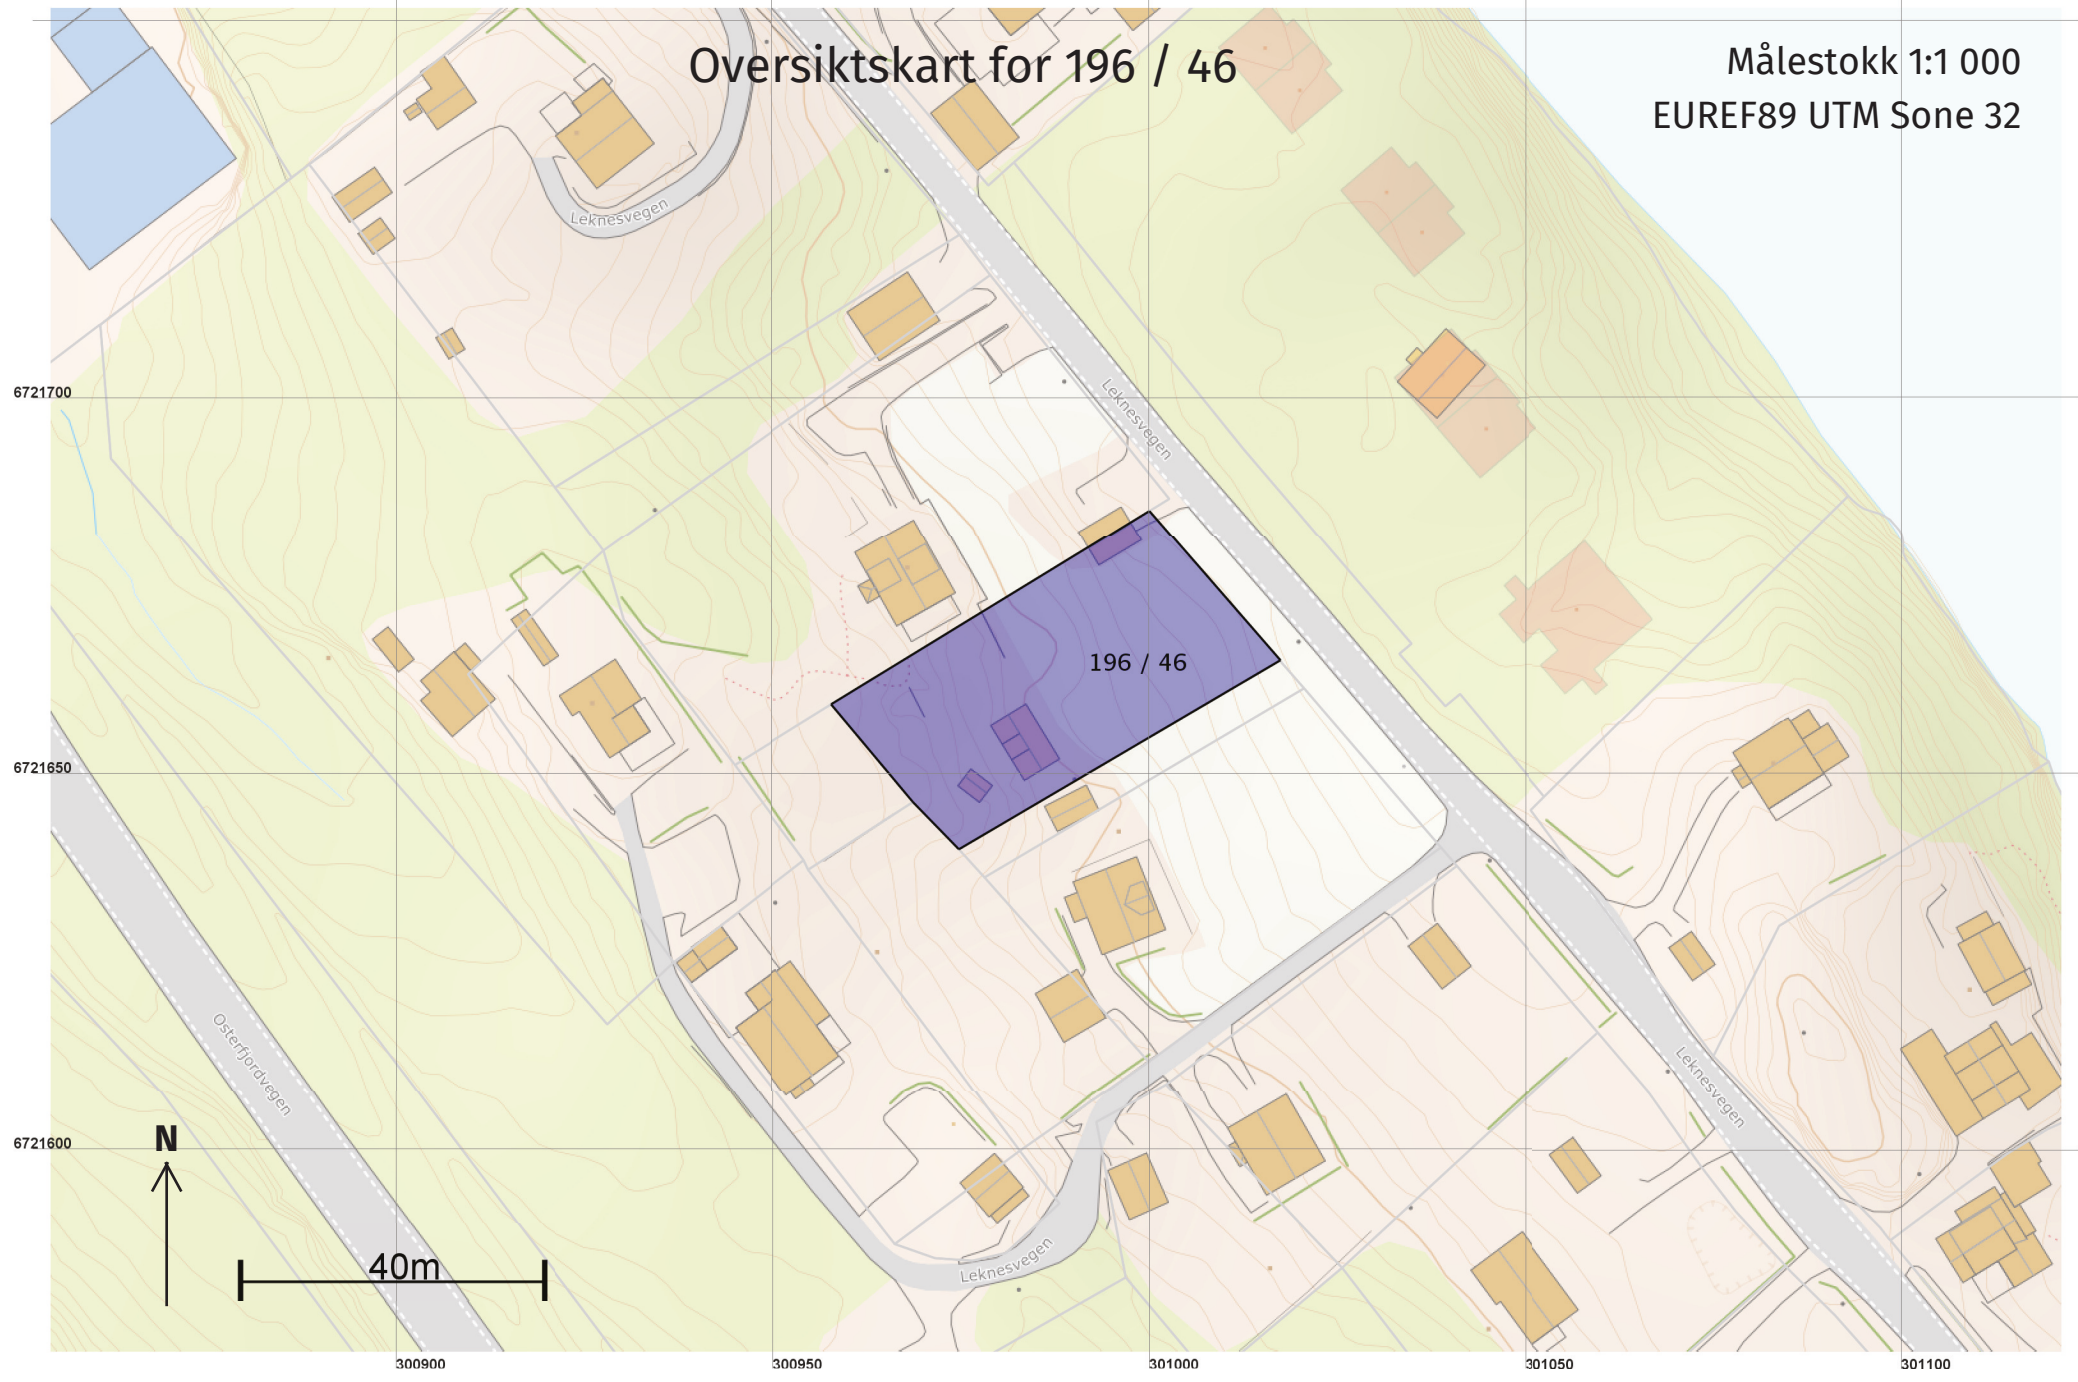 Oversiktskart for 196 / 46
Målestokk 1:1 000
EUREF89 UTM Sone 32
Leknesvegen
6721700
Leknesvegen
196 / 46
6721650
Osterfjordvegen
Leknesvegen
6721600
N
Leknesvegen
40m
300900
300950
301000
301050
301100